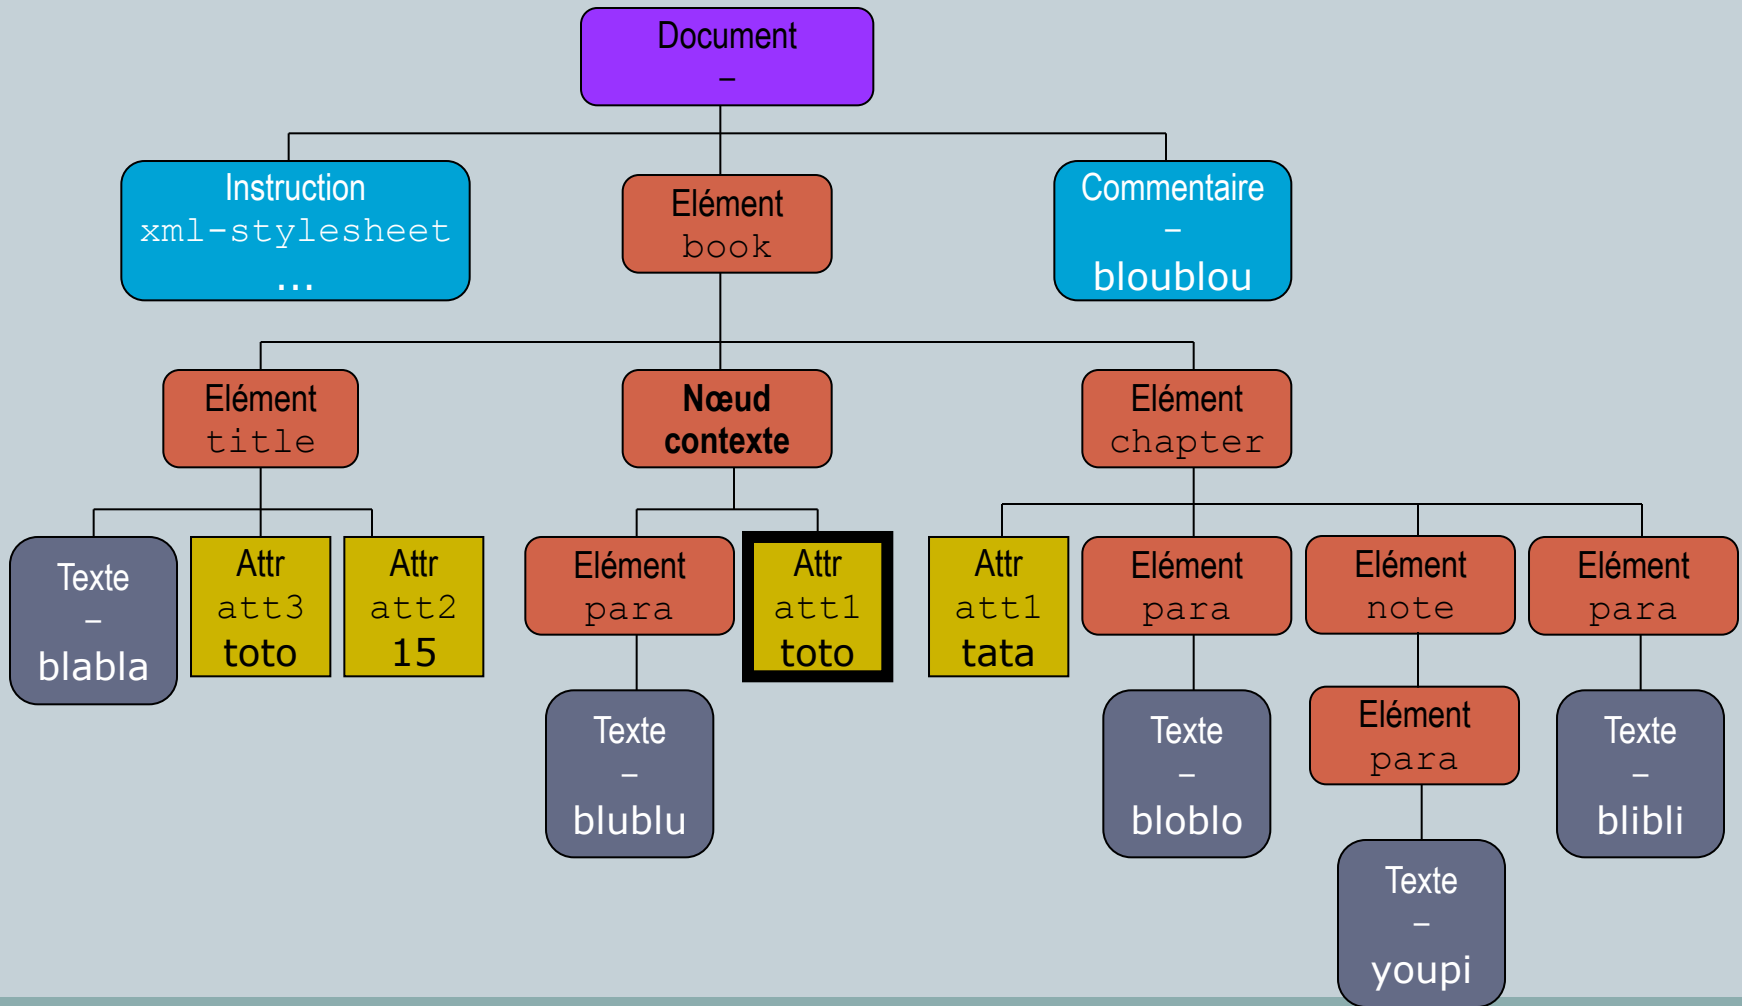 Document
–
Instruction
xml-stylesheet
...
Elément
book
Commentaire
–
bloublou
Elément
title
Nœud
contexte
Elément
chapter
Texte
–
blabla
Attr
att3
toto
Attr
att2
15
Elément
para
Attr
att1
toto
Attr
att1
tata
Elément
para
Elément
note
Elément
para
Texte
–
blublu
Texte
–
bloblo
Elément
para
Texte
–
blibli
Texte
–
youpi